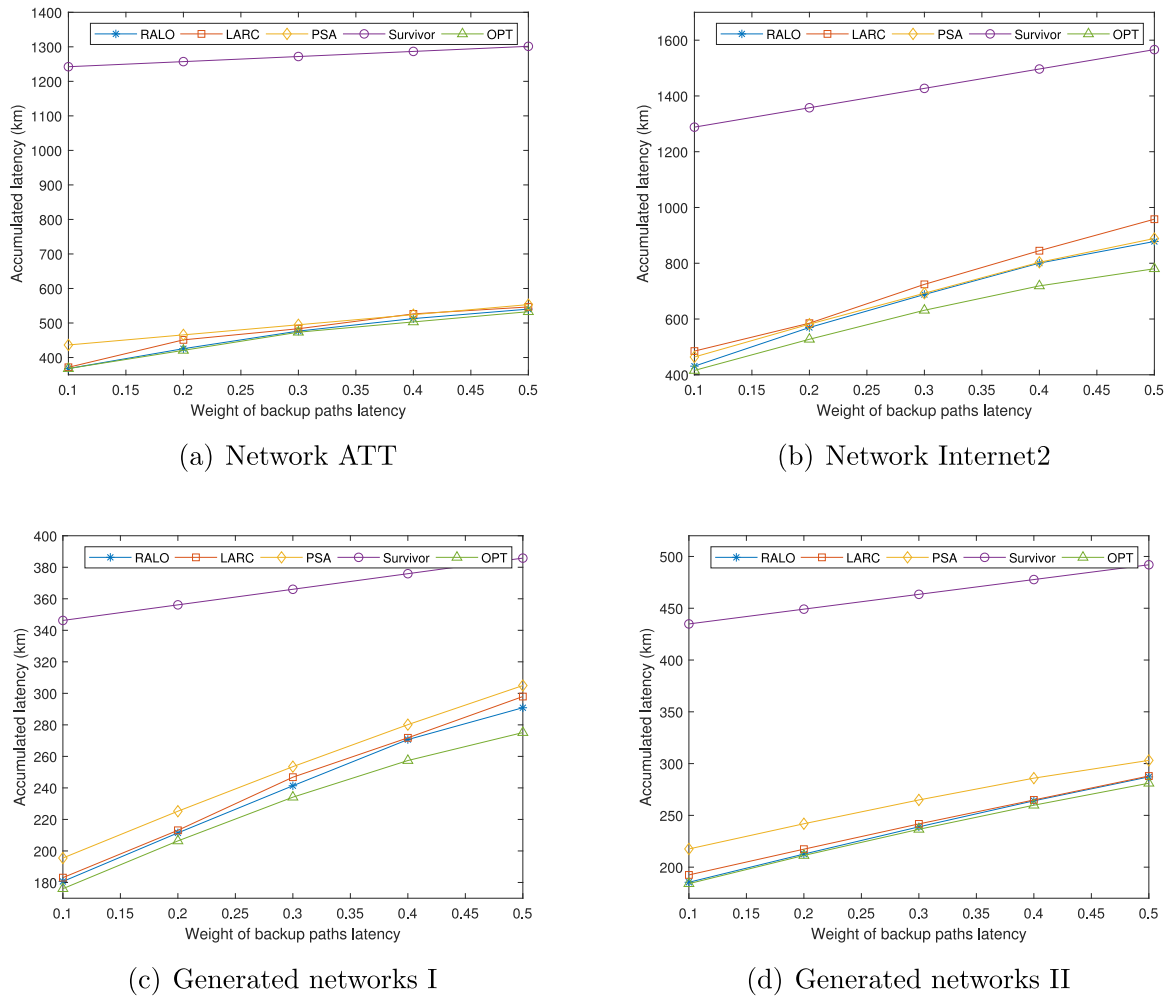 RALO LARC PSA Survivor OPT
1400
1300
1200
1100
1000
900
800
700
600
500
400
Accumulated latency (km)
0.1 0.15 0.2 0.25 0.3 0.35 0.4 0.45 0.5
Weight of backup paths latency
(a) Network ATT
RALO LARC PSA Survivor OPT
1600
1400
1200
1000
800
600
400
Accumulated latency (km)
0.1 0.15 0.2 0.25 0.3 0.35 0.4 0.45 0.5
Weight of backup paths latency
(b) Network Internet2
RALO LARC PSA Survivor OPT
400
380
360
340
320
300
280
260
240
220
200
180
Accumulated latency (km)
0.1 0.15 0.2 0.25 0.3 0.35 0.4 0.45 0.5
Weight of backup paths latency
(c) Generated networks I
RALO LARC PSA Survivor OPT
500
450
400
350
300
250
200
Accumulated latency (km)
0.1 0.15 0.2 0.25 0.3 0.35 0.4 0.45 0.5
Weight of backup paths latency
(d) Generated networks II